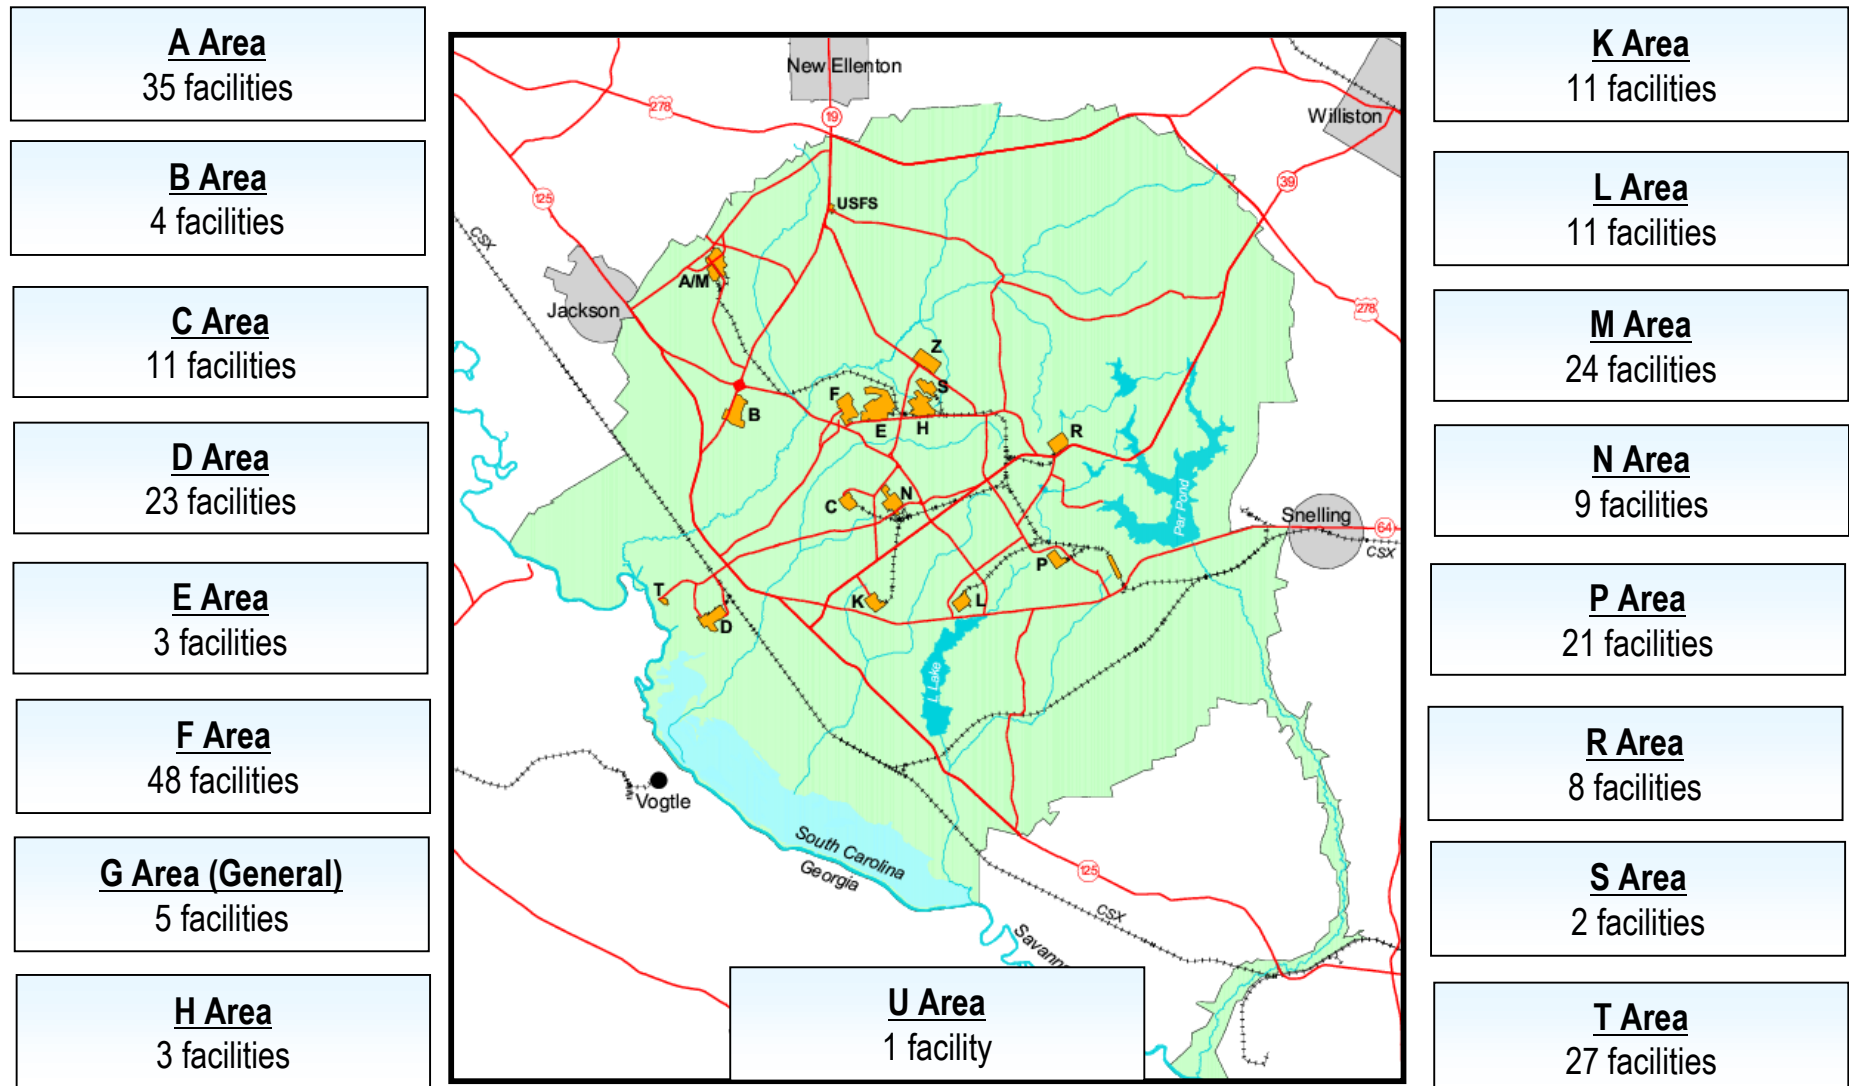 A Area
35 facilities
B Area
4 facilities
C Area
11 facilities
D Area
23 facilities
E Area
3 facilities
F Area
48 facilities
G Area (General)
5 facilities
H Area
3 facilities
New Ellenton
Williston
278
19
39
125
USFS
CSX
A/M
Jackson
278
Z
S
F
B
E
H
R
Par Pond
C
N
Snelling
64
CSX
P
T
K
L
D
L Lake
Vogtle
South Carolina
Georgia
125
CSX
U Area
1 facility
K Area
11 facilities
L Area
11 facilities
M Area
24 facilities
N Area
9 facilities
P Area
21 facilities
R Area
8 facilities
S Area
2 facilities
T Area
27 facilities